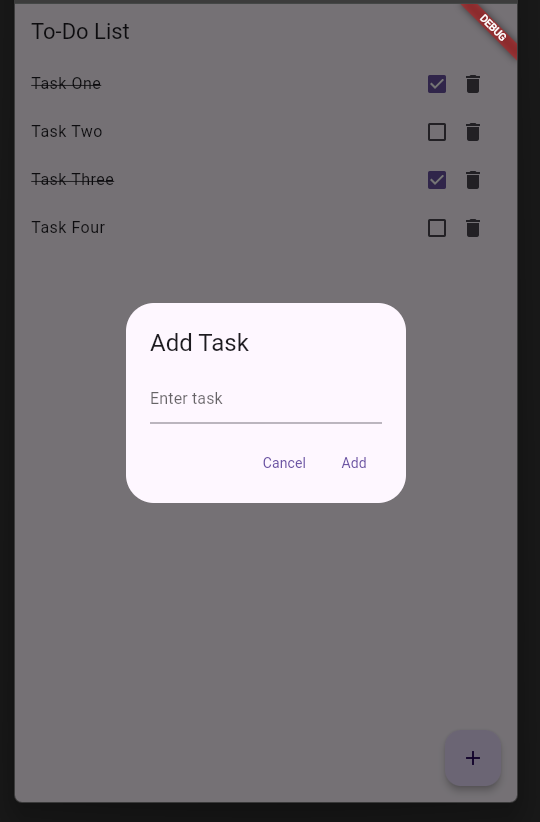 To-Do List
DEBUG
Task One
Task Two
Task Three
Task Four
Add Task
Enter task
Cancel Add